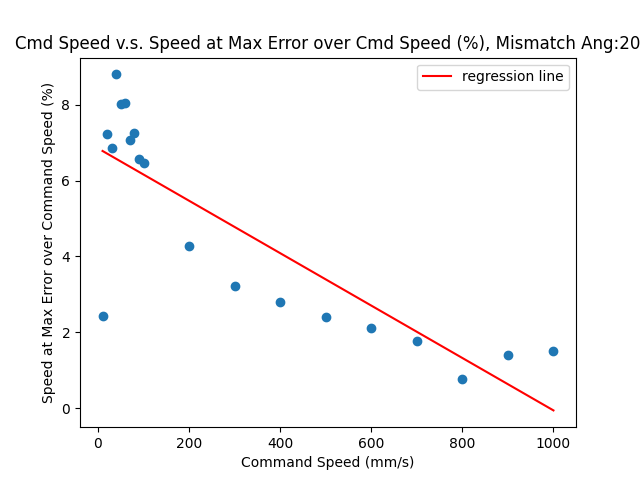 Cmd Speed v.s. Speed at Max Error over Cmd Speed (%), Mismatch Ang:20
regression line
Speed at Max Error over Command Speed (%)
8
6
4
2
0
0 200 400 600 800 1000
Command Speed (mm/s)